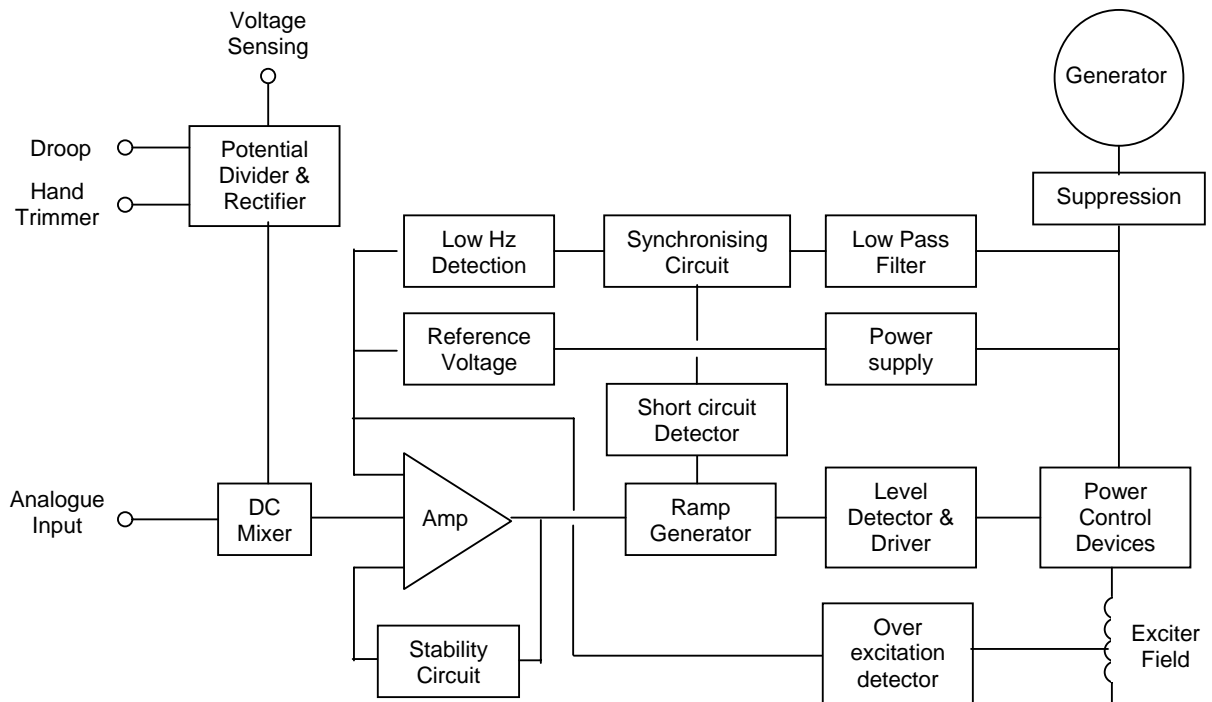 Voltage
Sensing
Generator
Droop
Potential
Divider &
Rectifier
Hand
Trimmer
Suppression
Low Hz
Detection
Synchronising
Circuit
Low Pass
Filter
Reference
Voltage
Power
supply
Short circuit
Detector
Analogue
Input
DC
Mixer
Amp
Ramp
Generator
Level
Detector &
Driver
Power
Control
Devices
Stability
Circuit
Over
excitation
detector
Exciter
Field